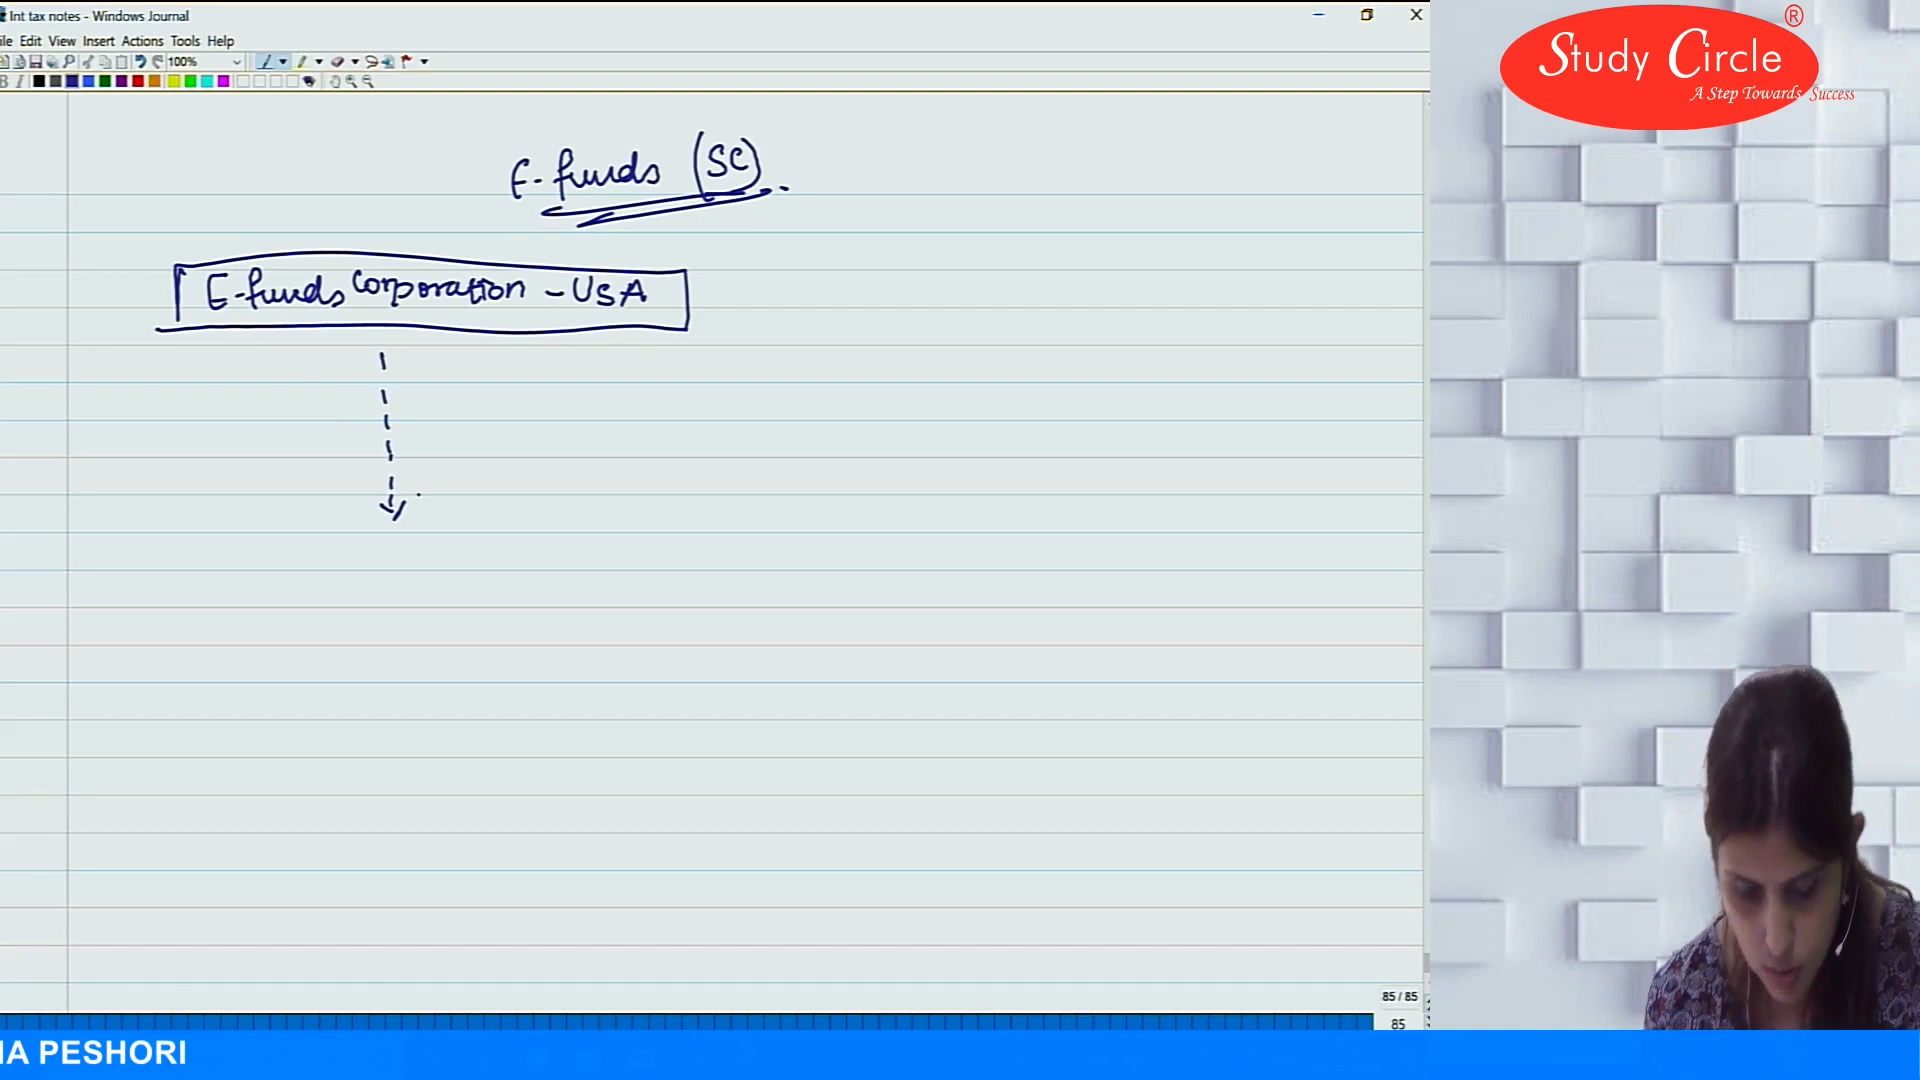 Int tax notes - Windows Journal
ile Edit View Insert Actions Tools Help
100%
B I
E-funds (SC)
E-funds Corporation - USA
85 / 85
85
IA PESHORI
Study Circle ®
A Step Towards Success